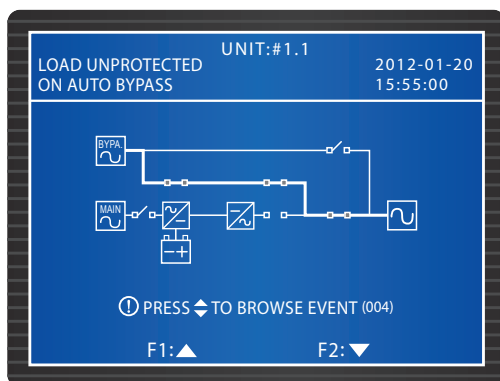 UNIT:#1.1
LOAD UNPROTECTED
ON AUTO BYPASS
2012-01-20
15:55:00
BYPA.
MAIN
PRESS TO BROWSE EVENT (004)
F1:
F2: